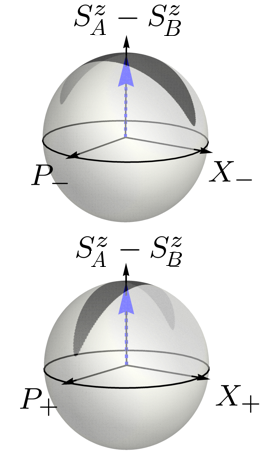 $S_A^z - S_B^z$
$P_-$ $X_-$
$S_A^z - S_B^z$
$P_+$ $X_+$